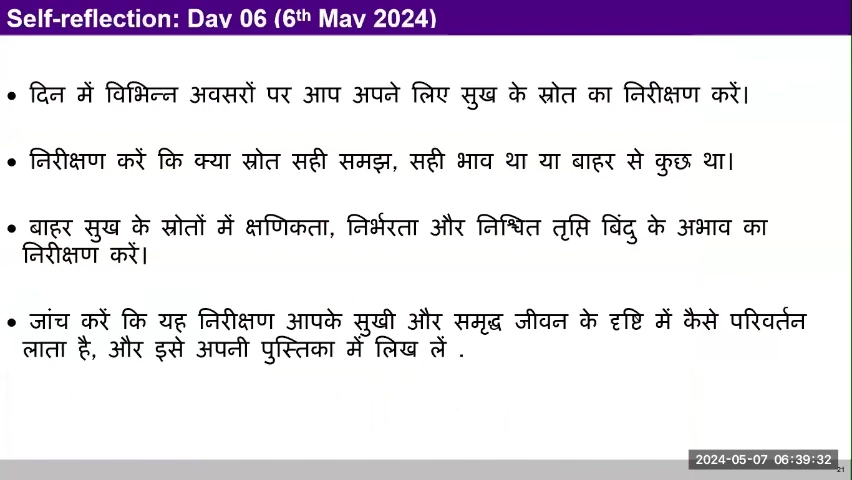 Self-reflection: Day 06 (6th May 2024)
• दिन में विभिन्न अवसरों पर आप अपने लिए सुख के स्रोत का निरीक्षण करें।
• निरीक्षण करें कि क्या स्रोत सही समझ, सही भाव था या बाहर से कुछ था।
• बाहर सुख के स्रोतों में क्षणिकता, निर्भरता और निश्चित तृप्ति बिंदु के अभाव का
निरीक्षण करें।
• जांच करें कि यह निरीक्षण आपके सुखी और समृद्ध जीवन के दृष्टि में कैसे परिवर्तन
लाता है, और इसे अपनी पुस्तिका में लिख लें .
2024-05-07 06:39:32
21